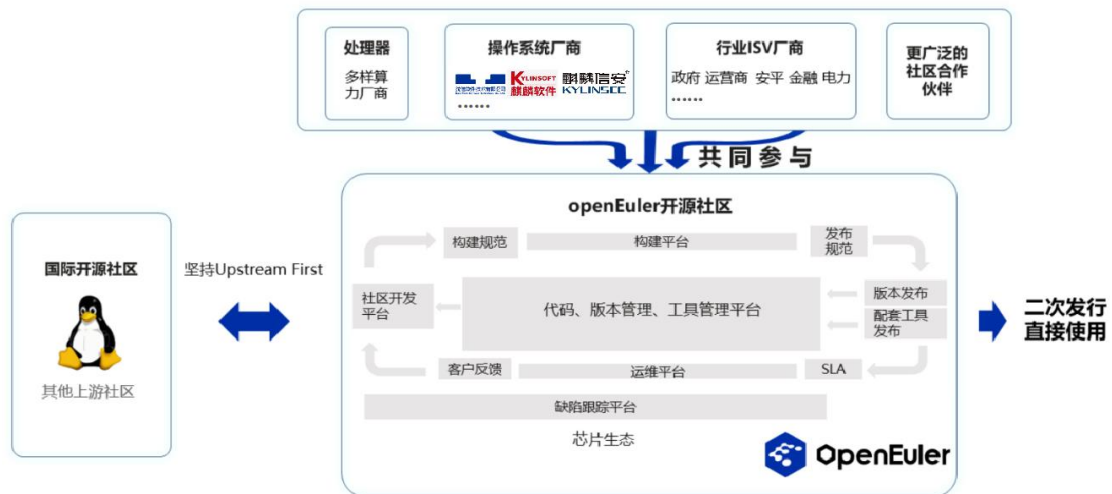 处理器
多样算
力厂商
操作系统厂商
KYLINSOFT
麒麟软件
麒麟信安®
KYLINSEC
……
行业ISV厂商
政府 运营商 安平 金融 电力
……
更广泛的
社区合作
伙伴
共同参与
国际开源社区
其他上游社区
坚持Upstream First
openEuler开源社区
构建规范
构建平台
发布
规范
社区开发
平台
代码、版本管理、工具管理平台
版本发布
配套工具
发布
客户反馈
运维平台
SLA
缺陷跟踪平台
芯片生态
OpenEuler
二次发行
直接使用